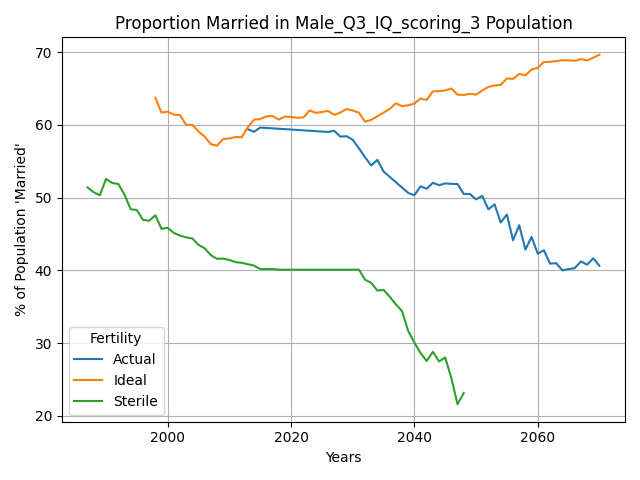 Proportion Married in Male_Q3_IQ_scoring_3 Population
% of Population 'Married'
70
60
50
40
30
20
Fertility
Actual
Ideal
Sterile
2000
2020
2040
2060
Years